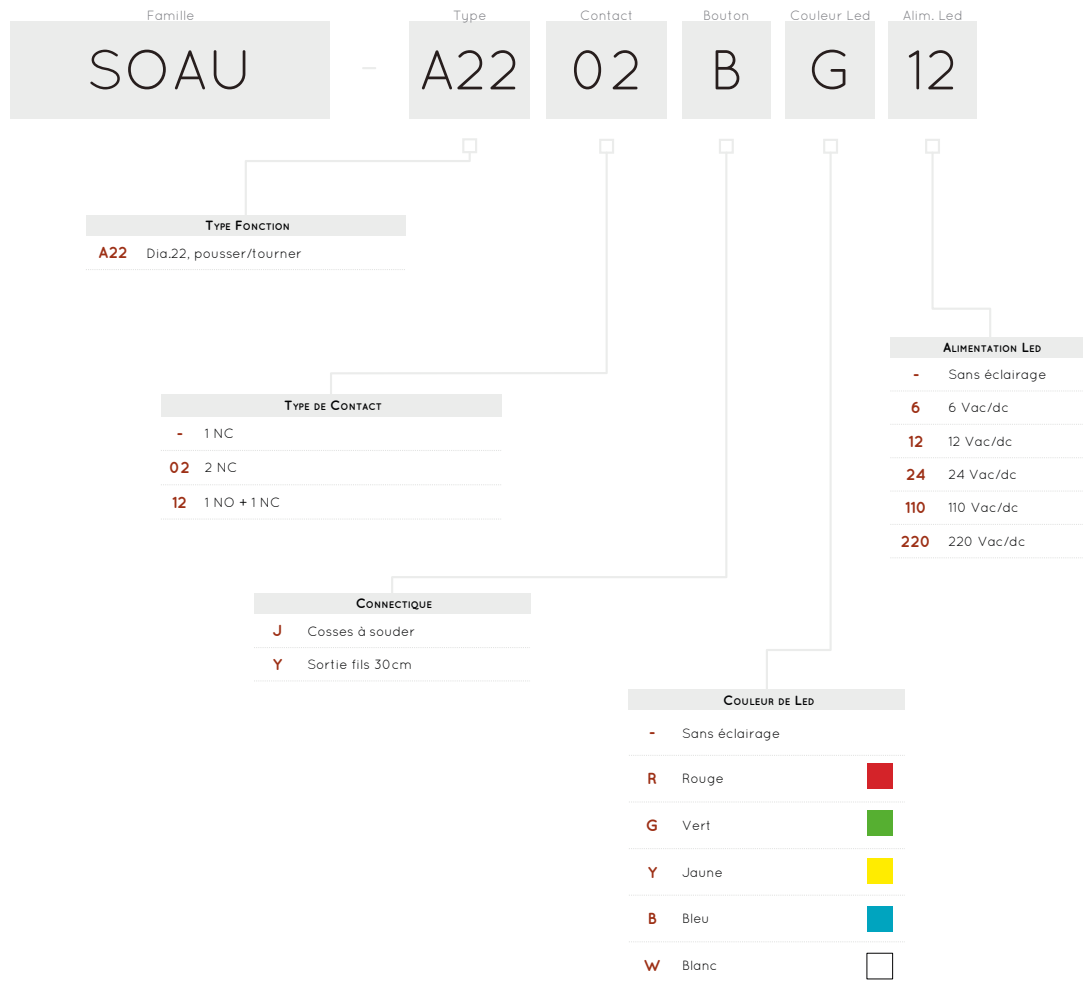 Famille Type Contact Bouton Couleur Led Alim. Led
SOAU - A22 02 B G 12
Type Fonction
A22 Dia.22, pousser/tourner
Alimentation Led
- Sans éclairage
6 6 Vac/dc
12 12 Vac/dc
24 24 Vac/dc
110 110 Vac/dc
220 220 Vac/dc
Type de Contact
- 1 NC
02 2 NC
12 1 NO + 1 NC
Connectique
J Cosses à souder
Y Sortie fils 30cm
Couleur de Led
- Sans éclairage
R Rouge
G Vert
Y Jaune
B Bleu
W Blanc